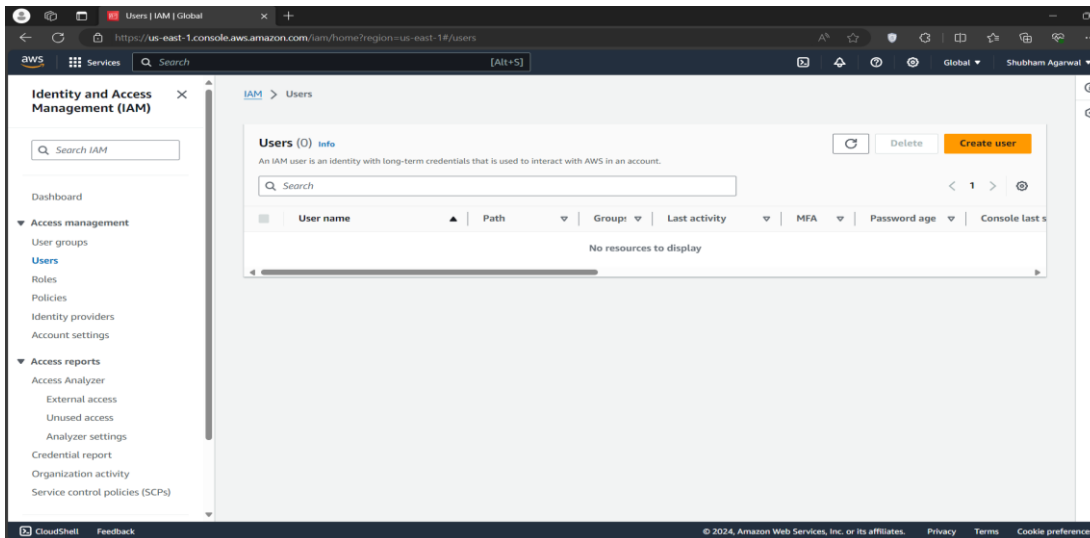 Users | IAM | Global
https://us-east-1.console.aws.amazon.com/iam/home?region=us-east-1#/users
aws Services Search [Alt+S] Global Shubham Agarwal
Identity and Access
Management (IAM)
Search IAM
Dashboard
Access management
User groups
Users
Roles
Policies
Identity providers
Account settings
Access reports
Access Analyzer
External access
Unused access
Analyzer settings
Credential report
Organization activity
Service control policies (SCPs)
IAM > Users
Users (0) Info
Delete
Create user
An IAM user is an identity with long-term credentials that is used to interact with AWS in an account.
Search
1
User name Path Group: Last activity MFA Password age Console last s
No resources to display
CloudShell Feedback © 2024, Amazon Web Services, Inc. or its affiliates. Privacy Terms Cookie preference